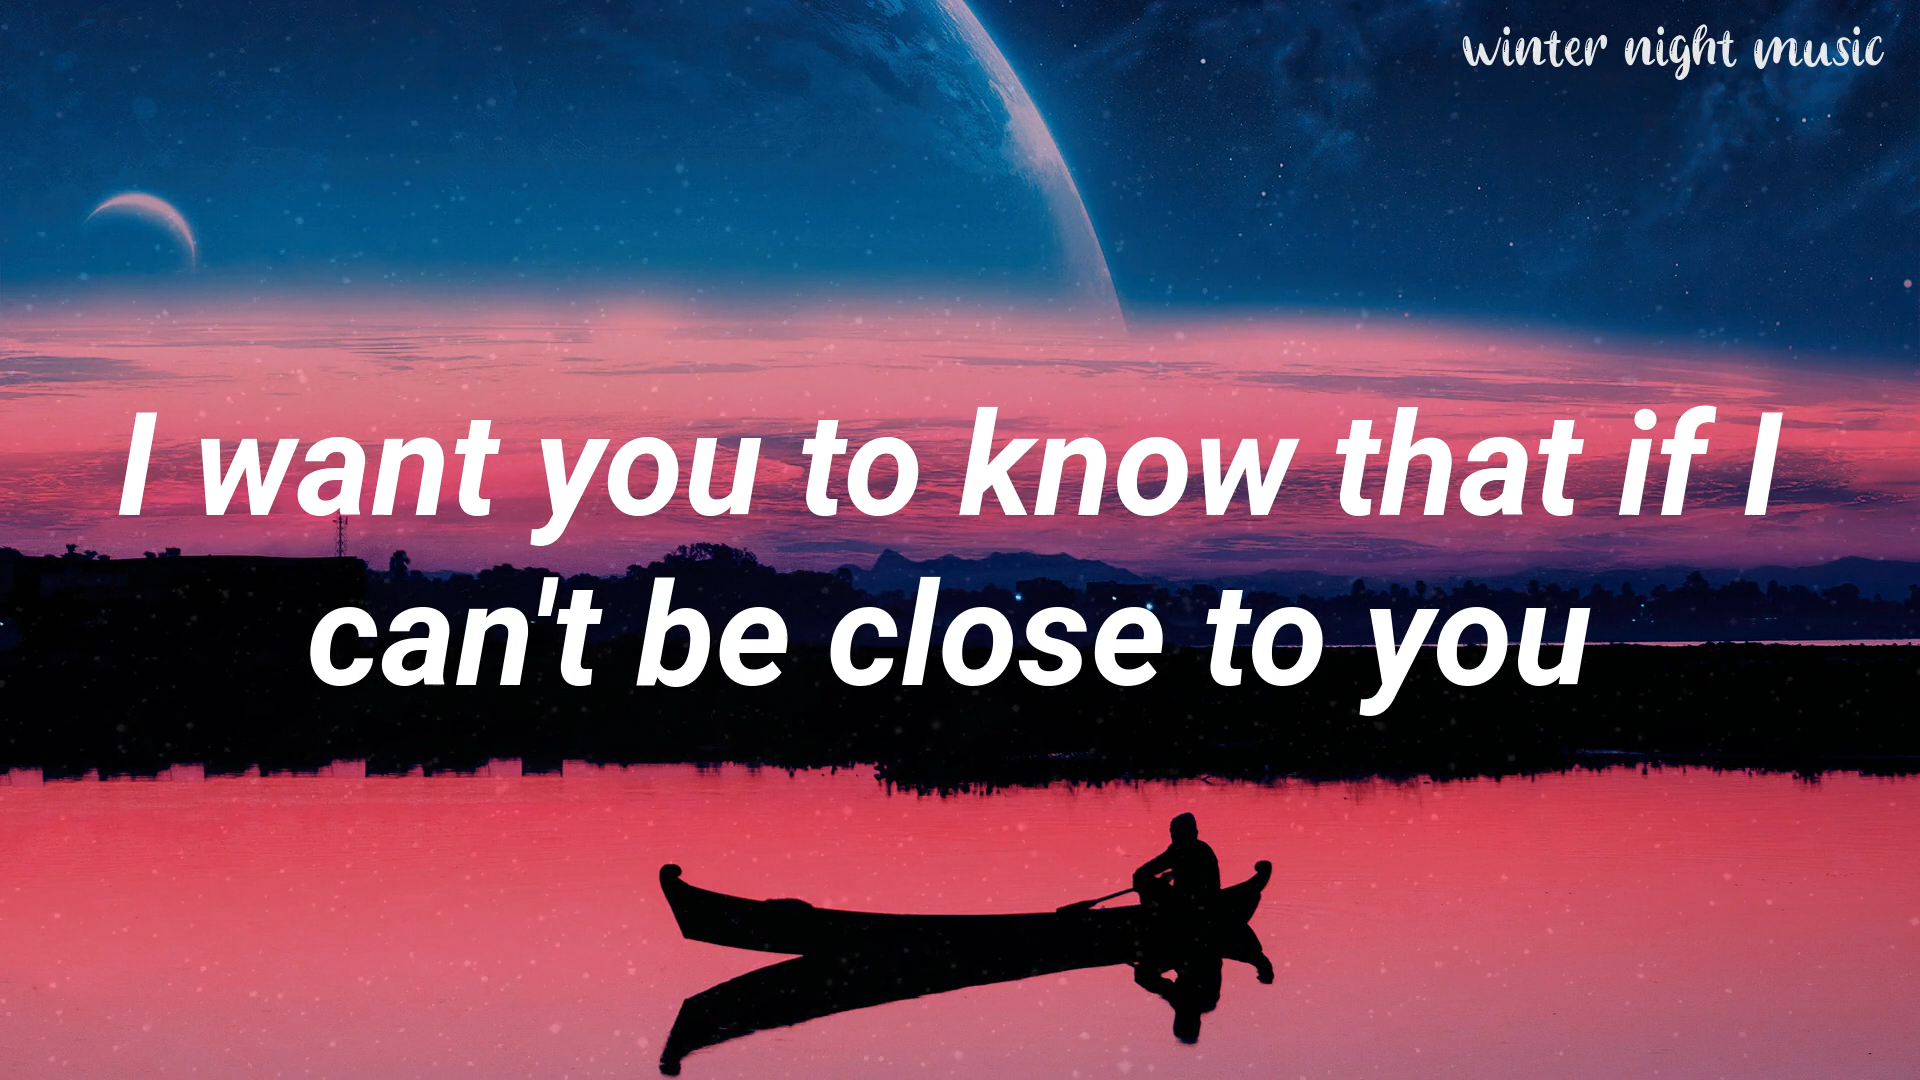 winter night music
I want you to know that if I
can't be close to you